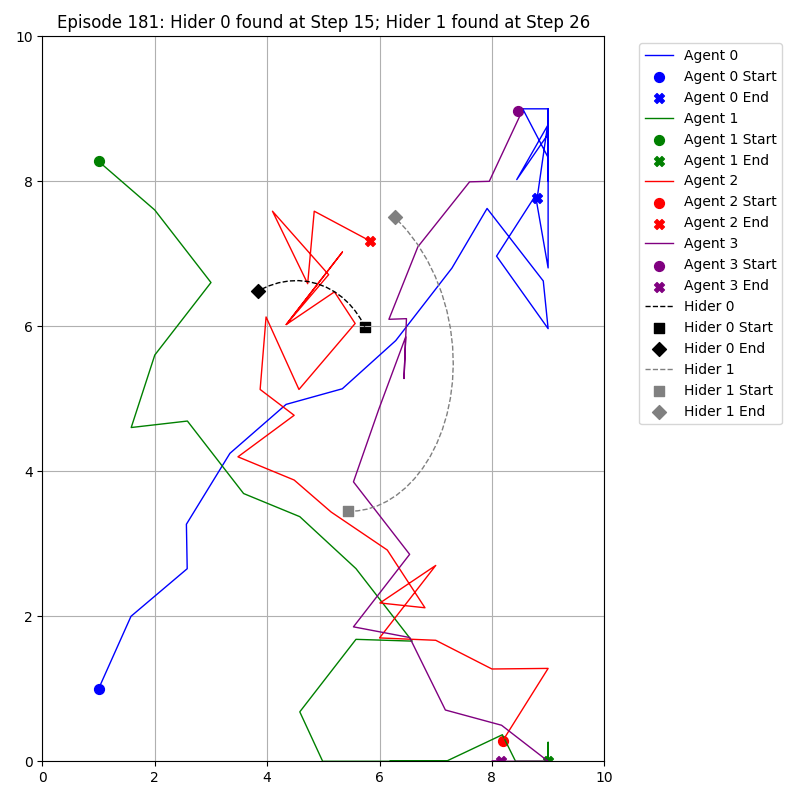 Episode 181: Hider 0 found at Step 15; Hider 1 found at Step 26
10
8
6
4
2
0
0 2 4 6 8 10
Agent 0
Agent 0 Start
Agent 0 End
Agent 1
Agent 1 Start
Agent 1 End
Agent 2
Agent 2 Start
Agent 2 End
Agent 3
Agent 3 Start
Agent 3 End
Hider 0
Hider 0 Start
Hider 0 End
Hider 1
Hider 1 Start
Hider 1 End